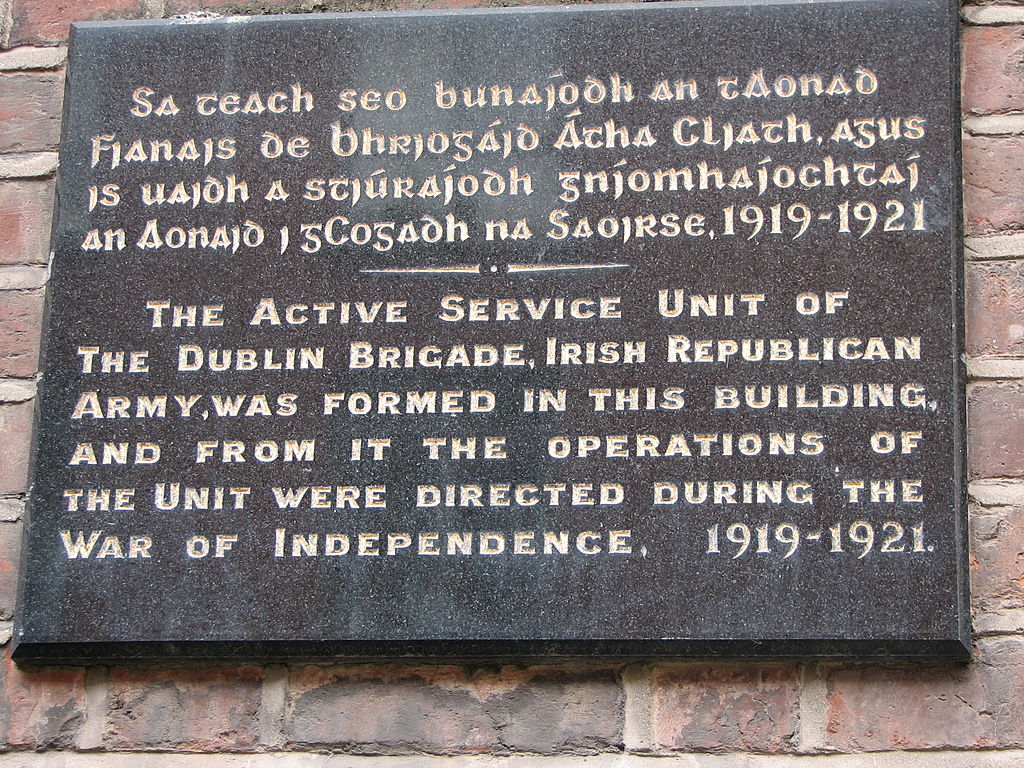 Sa teach seo bunaíodh an tAonad
Fianais de Bhriogáid Átha Cliath, agus
is uaidh a stiúraíodh gníomhaíochtaí
an Aonaid i gCogadh na Saoirse, 1919-1921
THE ACTIVE SERVICE UNIT OF
THE DUBLIN BRIGADE, IRISH REPUBLICAN
ARMY, WAS FORMED IN THIS BUILDING,
AND FROM IT THE OPERATIONS OF
THE UNIT WERE DIRECTED DURING THE
WAR OF INDEPENDENCE, 1919-1921.